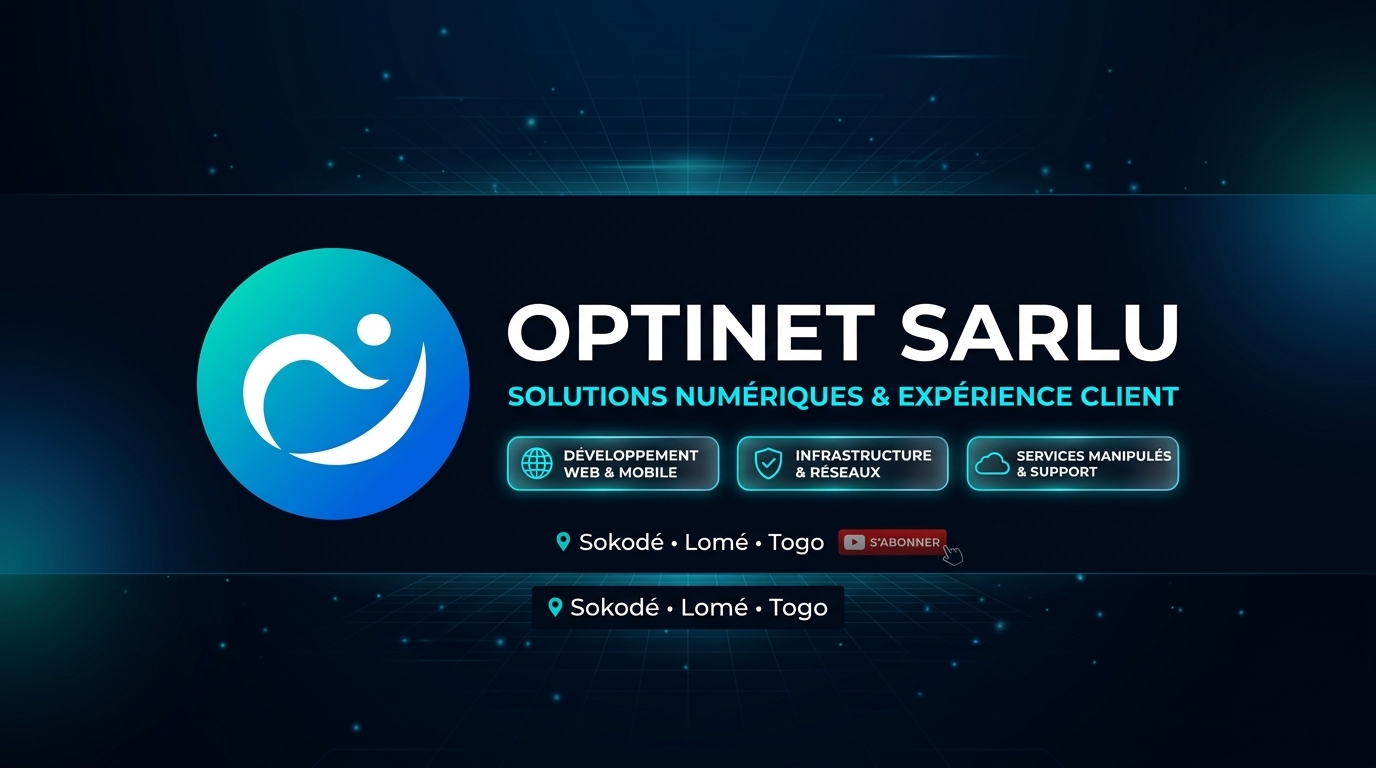 OPTINET SARLU
SOLUTIONS NUMÉRIQUES & EXPÉRIENCE CLIENT
DÉVELOPPEMENT
WEB & MOBILE
INFRASTRUCTURE
& RÉSEAUX
SERVICES MANIPULÉS
& SUPPORT
Sokodé • Lomé • Togo
S'ABONNER
Sokodé • Lomé • Togo